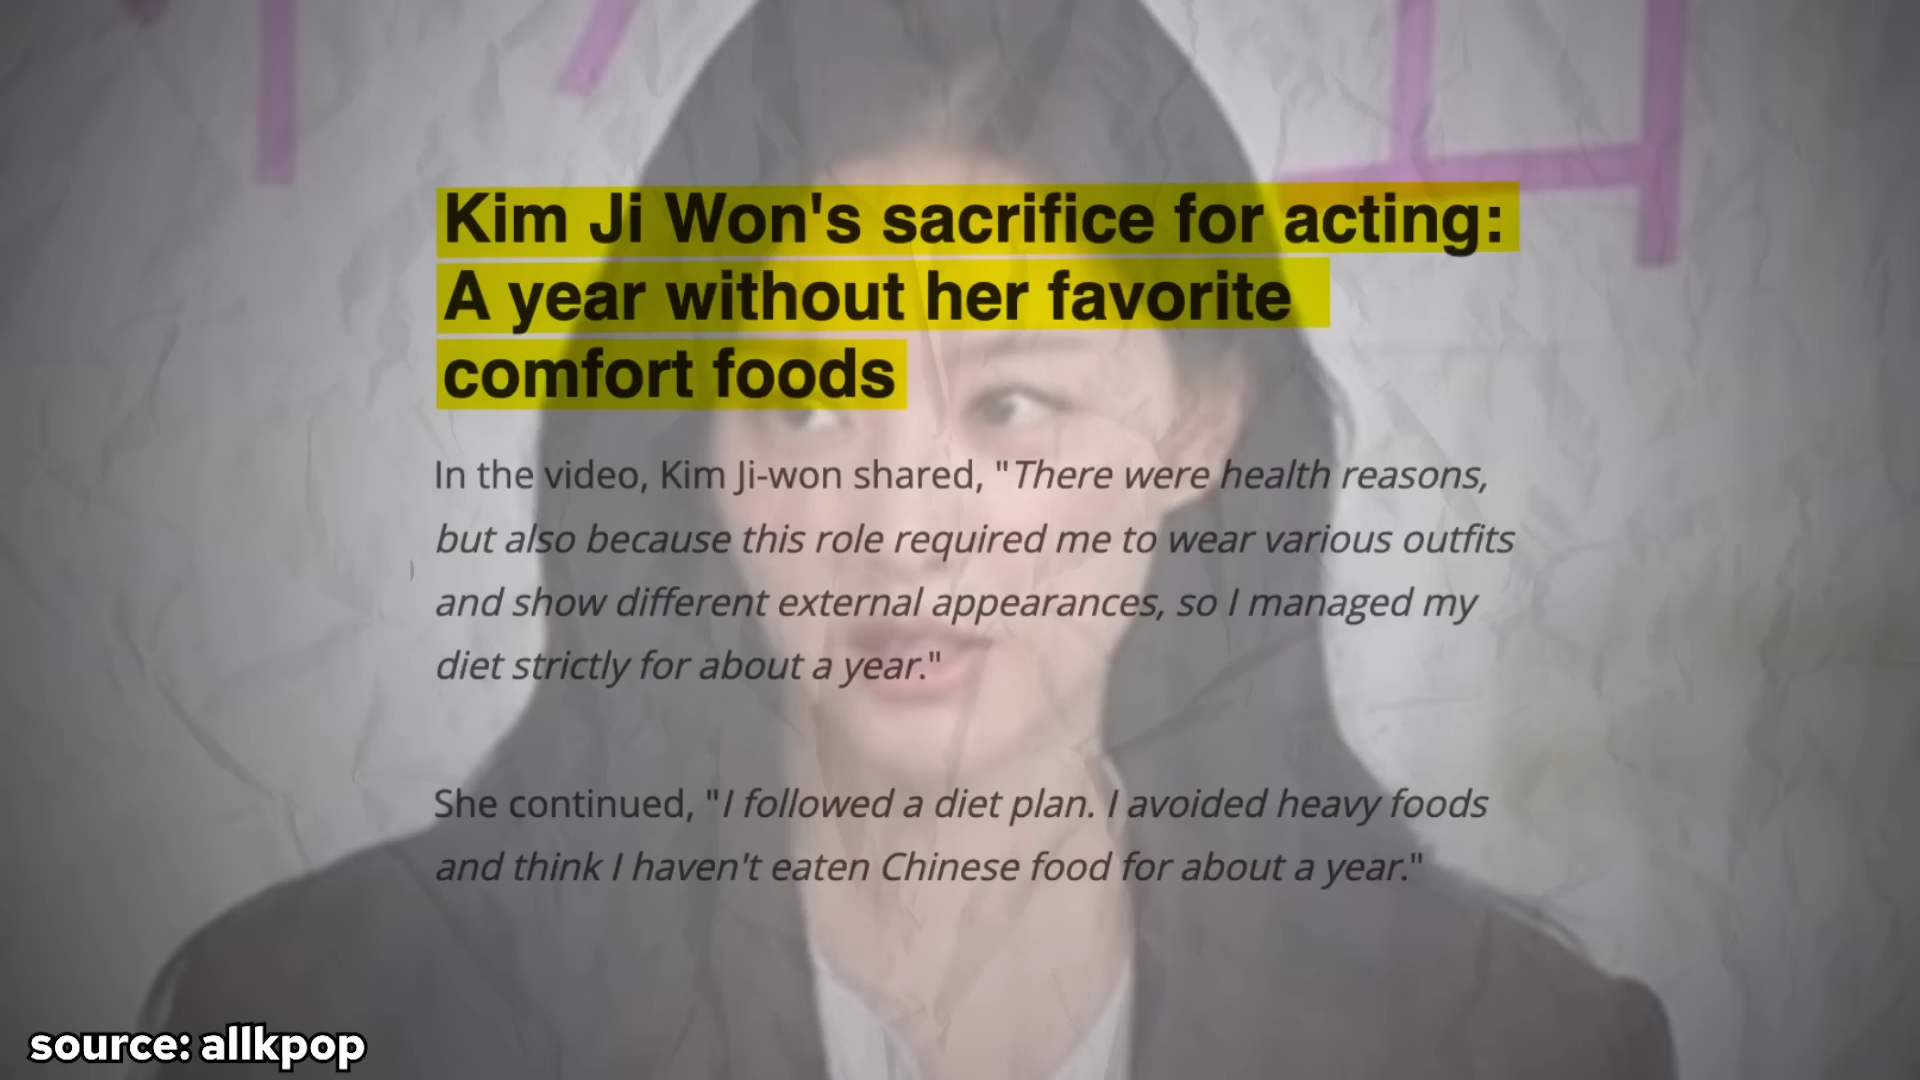 Kim Ji Won's sacrifice for acting:
A year without her favorite
comfort foods
In the video, Kim Ji-won shared, "There were health reasons,
but also because this role required me to wear various outfits
and show different external appearances, so I managed my
diet strictly for about a year."
She continued, "I followed a diet plan. I avoided heavy foods
and think I haven't eaten Chinese food for about a year."
source: allkpop